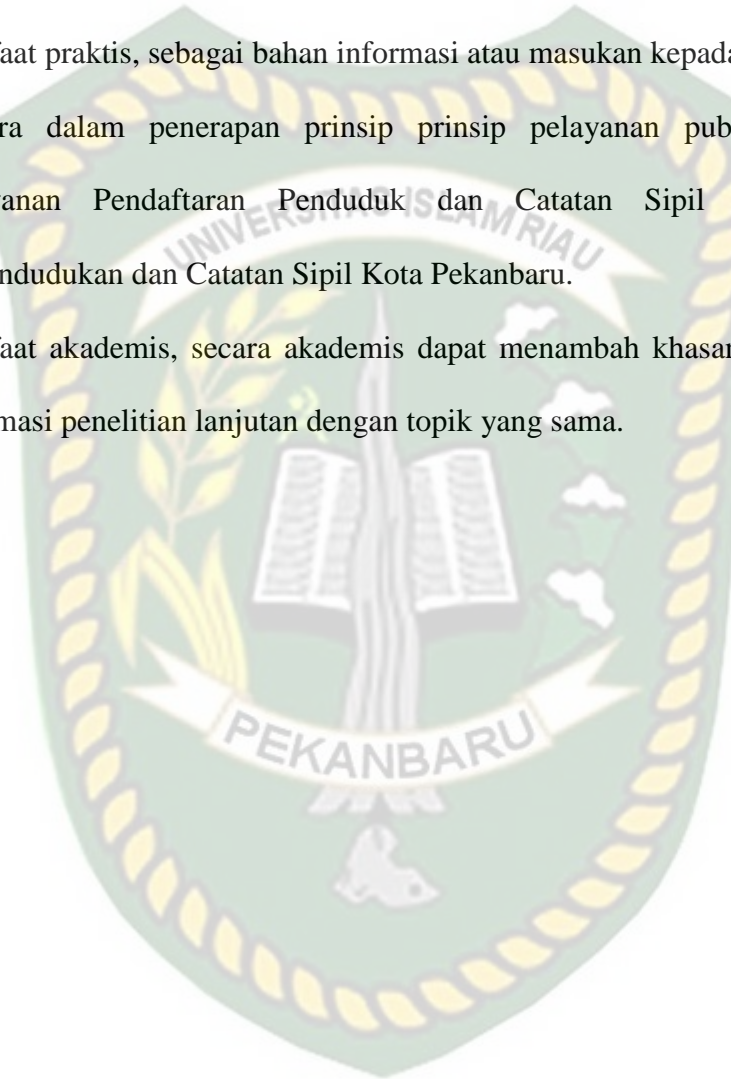 faat praktis, sebagai bahan informasi atau masukan kepada
ra dalam penerapan prinsip prinsip pelayanan pub
yanan Pendaftaran Penduduk dan Catatan Sipil
ndudukan dan Catatan Sipil Kota Pekanbaru.
faat akademis, secara akademis dapat menambah khasan
masi penelitian lanjutan dengan topik yang sama.
UNIVERSITAS ISLAM RIAU
PEKANBARU